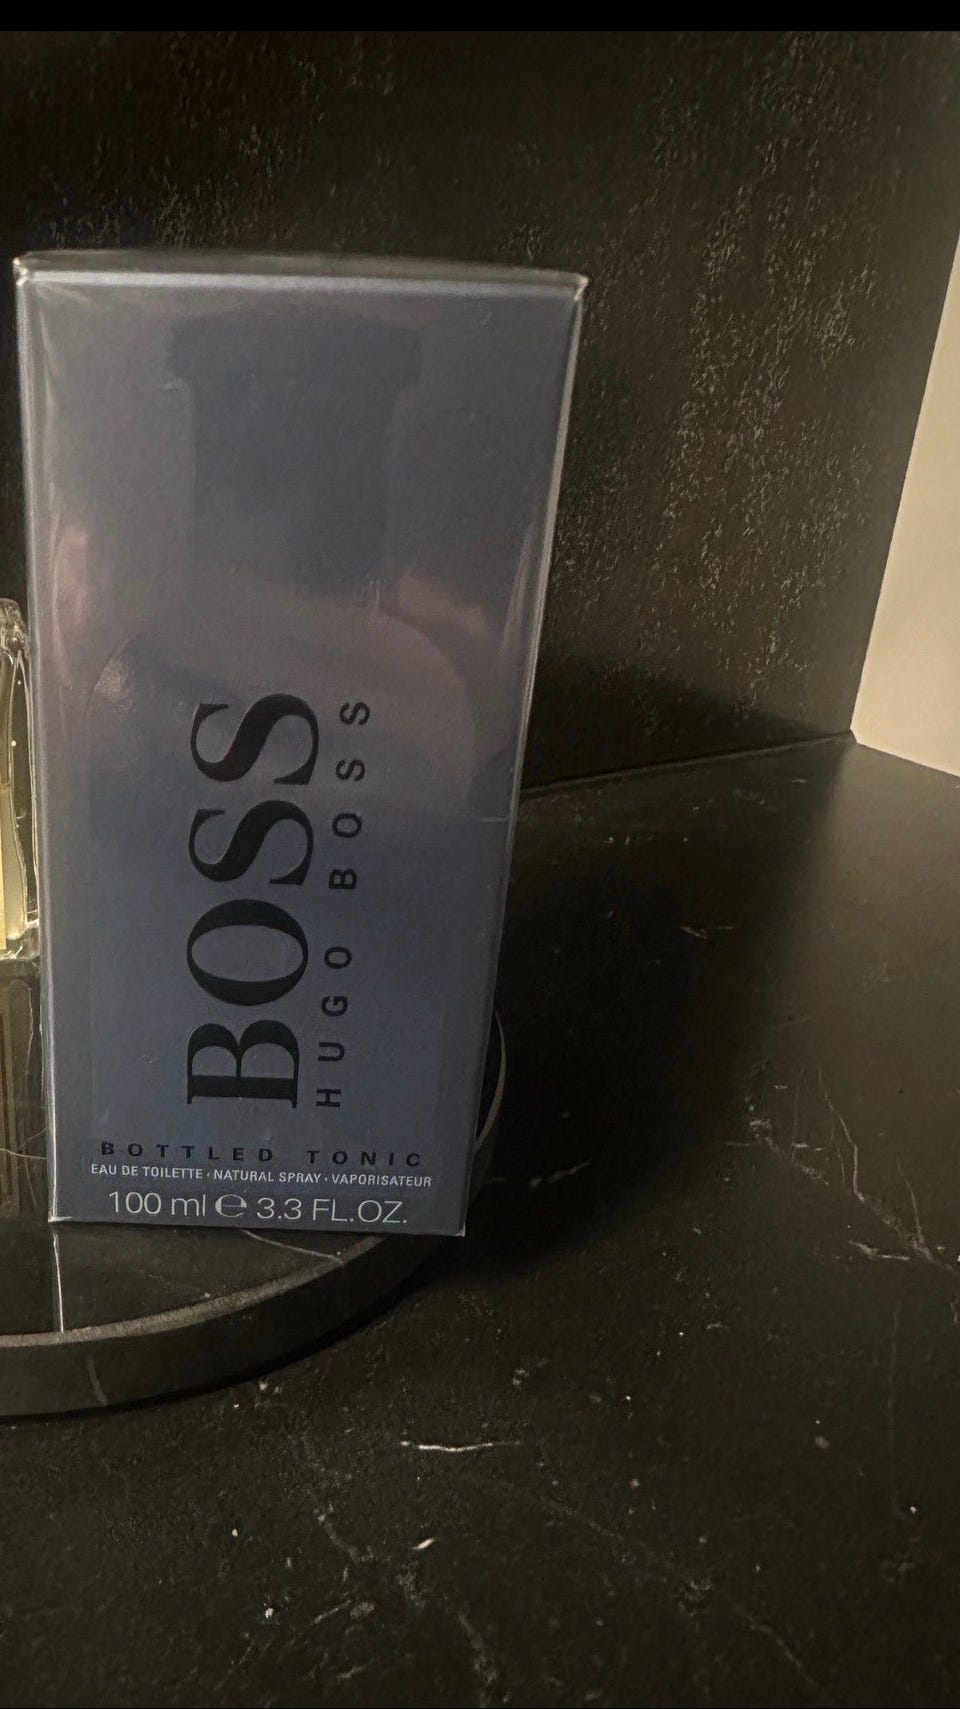 BOSS
HUGO BOSS
BOTTLED TONIC
EAU DE TOILETTE · NATURAL SPRAY · VAPORISATEUR
100 ml ℮ 3.3 FL.OZ.